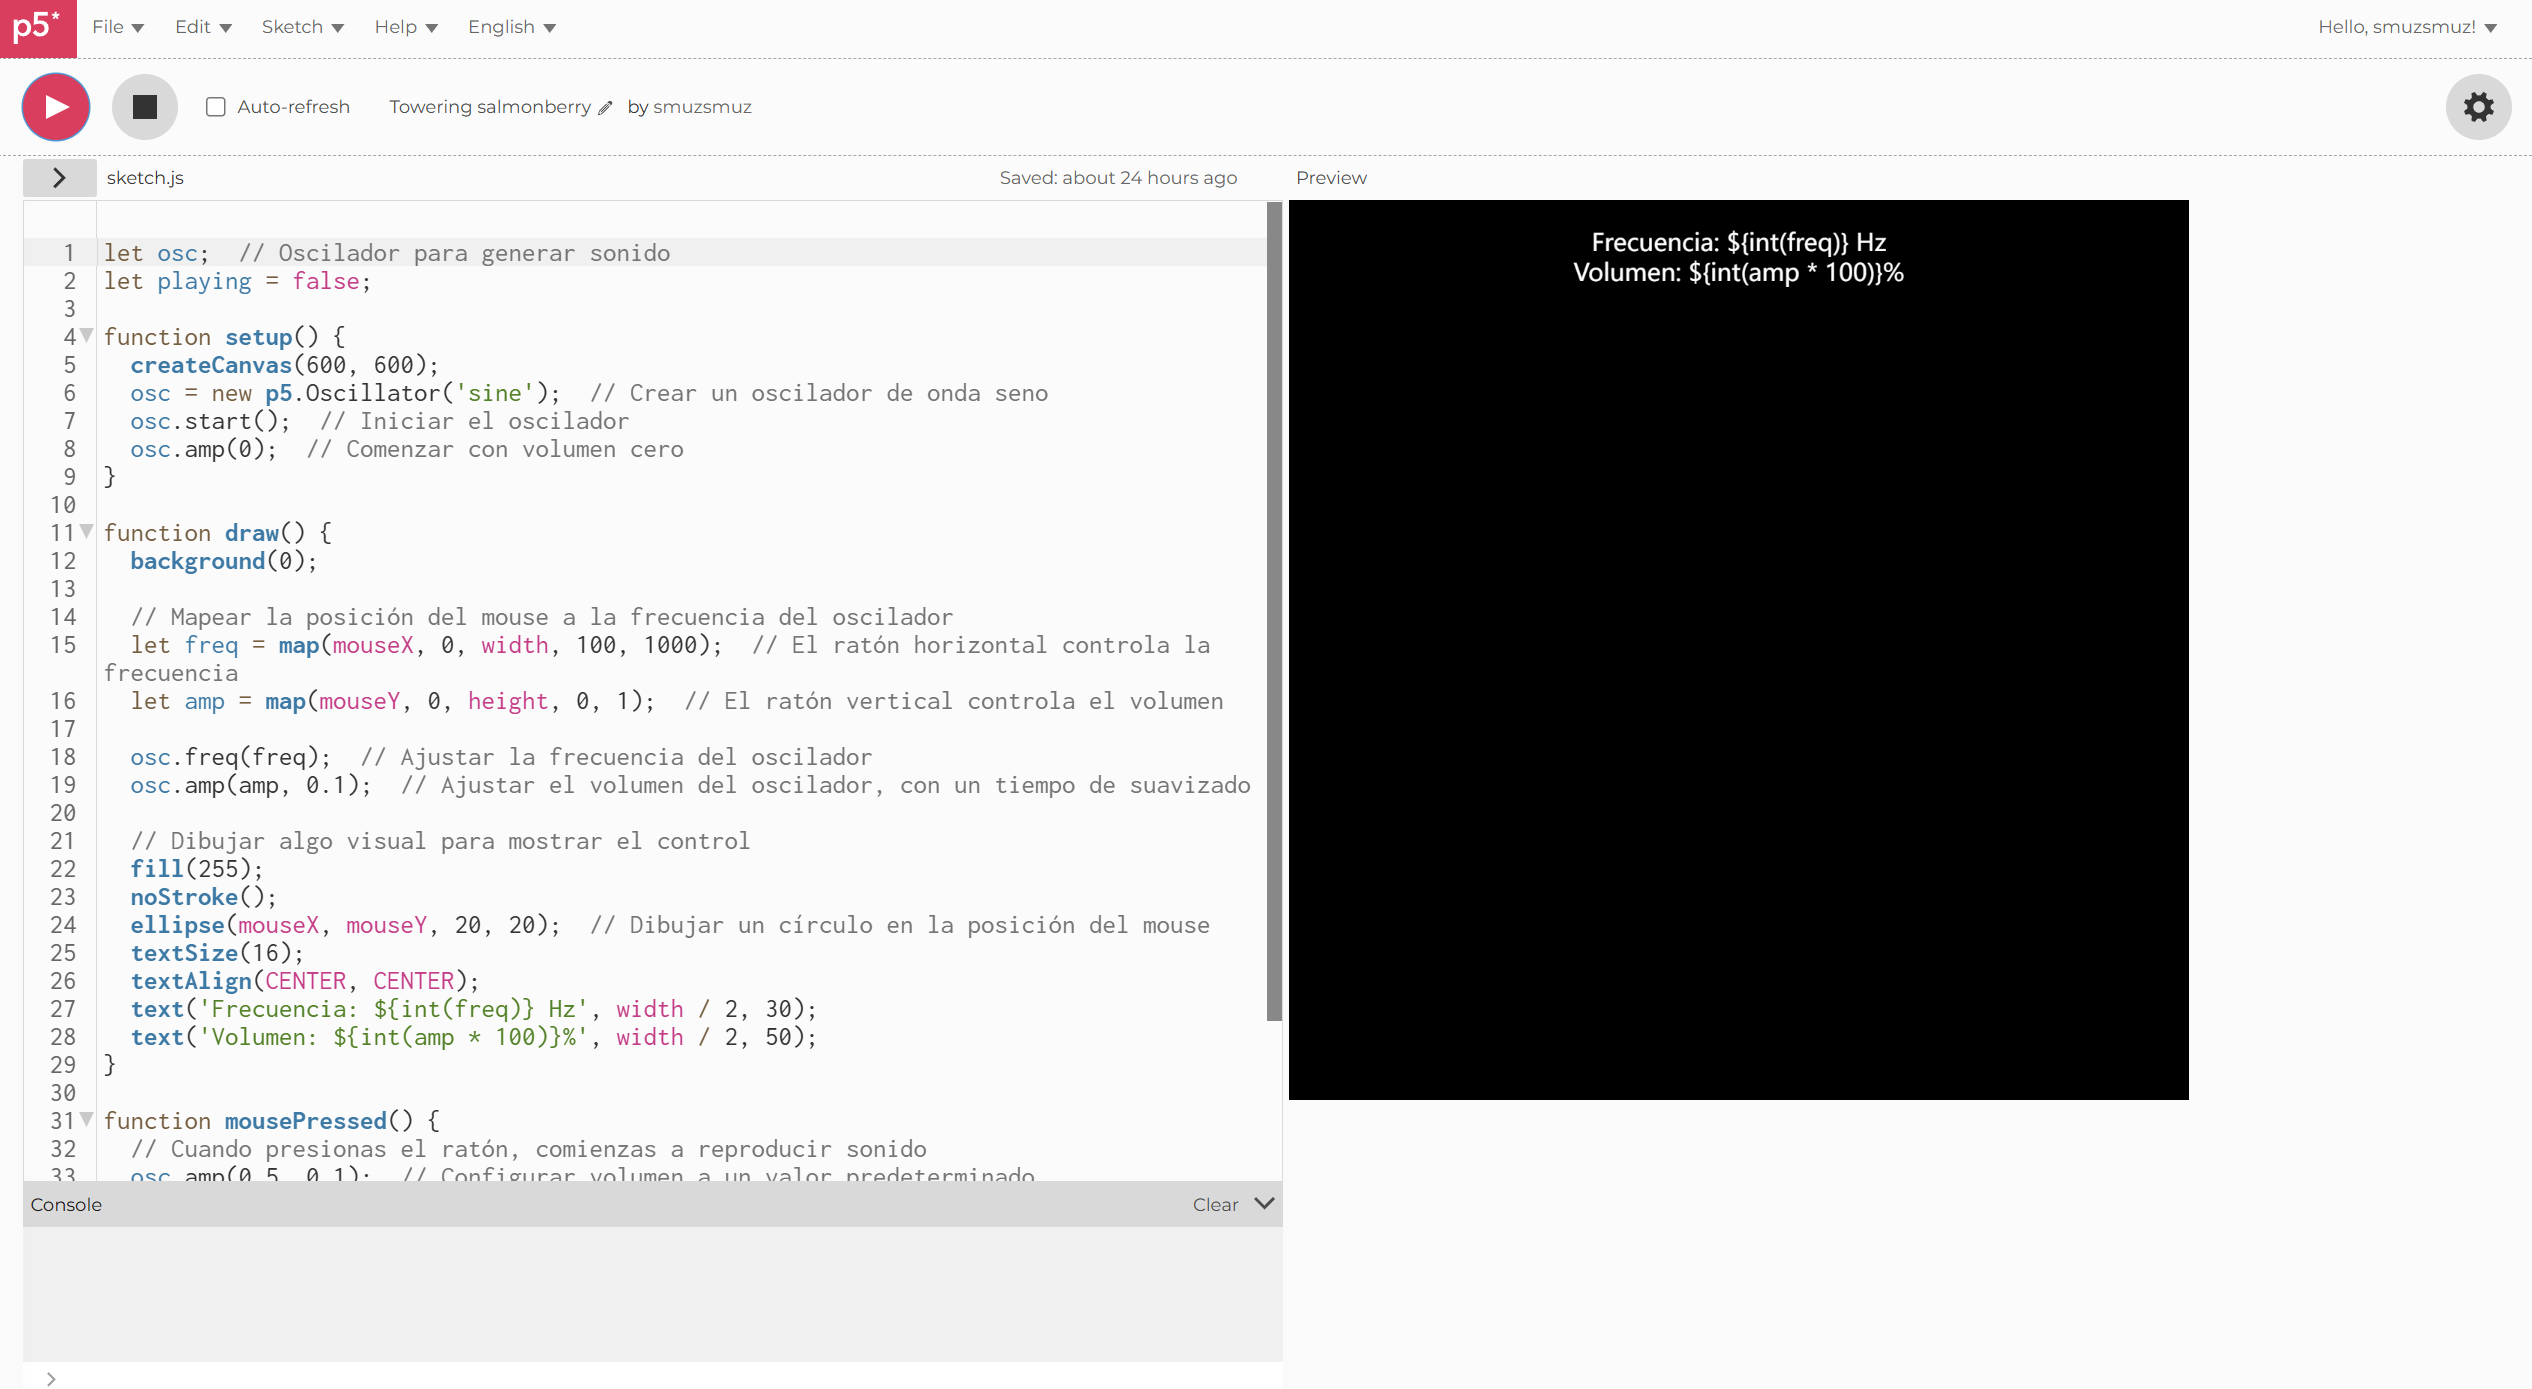 p5*
File Edit Sketch Help English Hello, smuzsmuz!
Auto-refresh Towering salmonberry by smuzsmuz
sketch.js Saved: about 24 hours ago Preview
1 let osc;  // Oscilador para generar sonido
2 let playing = false;
3
4 function setup() {
5   createCanvas(600, 600);
6   osc = new p5.Oscillator('sine');  // Crear un oscilador de onda seno
7   osc.start();  // Iniciar el oscilador
8   osc.amp(0);  // Comenzar con volumen cero
9 }
10
11 function draw() {
12   background(0);
13
14   // Mapear la posición del mouse a la frecuencia del oscilador
15   let freq = map(mouseX, 0, width, 100, 1000);  // El ratón horizontal controla la
frecuencia
16   let amp = map(mouseY, 0, height, 0, 1);  // El ratón vertical controla el volumen
17
18   osc.freq(freq);  // Ajustar la frecuencia del oscilador
19   osc.amp(amp, 0.1);  // Ajustar el volumen del oscilador, con un tiempo de suavizado
20
21   // Dibujar algo visual para mostrar el control
22   fill(255);
23   noStroke();
24   ellipse(mouseX, mouseY, 20, 20);  // Dibujar un círculo en la posición del mouse
25   textSize(16);
26   textAlign(CENTER, CENTER);
27   text('Frecuencia: ${int(freq)} Hz', width / 2, 30);
28   text('Volumen: ${int(amp * 100)}%', width / 2, 50);
29 }
30
31 function mousePressed() {
32   // Cuando presionas el ratón, comienzas a reproducir sonido
33   osc.amp(0.5, 0.1);  // Configurar volumen a un valor predeterminado
Console Clear
Frecuencia: ${int(freq)} Hz
Volumen: ${int(amp * 100)}%